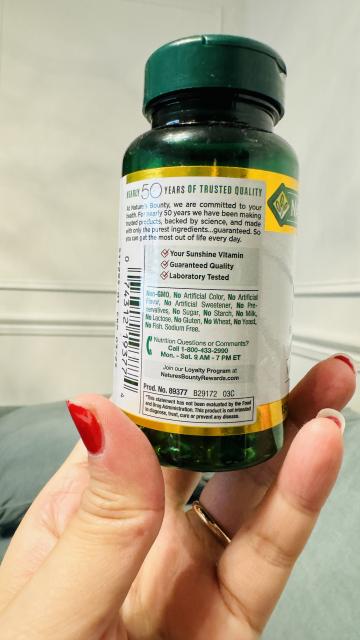 NEARLY 50 YEARS OF TRUSTED QUALITY
At Nature's Bounty, we are committed to your
health. For nearly 50 years we have been making
trusted products, backed by science, and made
with only the purest ingredients...guaranteed. So
you can get the most out of life every day.
Your Sunshine Vitamin
Guaranteed Quality
Laboratory Tested
Non-GMO, No Artificial Color, No Artificial
Flavor, No Artificial Sweetener, No Pre-
servatives, No Sugar, No Starch, No Milk,
No Lactose, No Gluten, No Wheat, No Yeast,
No Fish. Sodium Free.
Nutrition Questions or Comments?
Call 1-800-433-2990
Mon. - Sat. 9 AM - 7 PM ET
Join our Loyalty Program at
NaturesBountyRewards.com
Prod. No. 89377 B29172 03C
*This statement has not been evaluated by the Food
and Drug Administration. This product is not intended
to diagnose, treat, cure or prevent any disease.